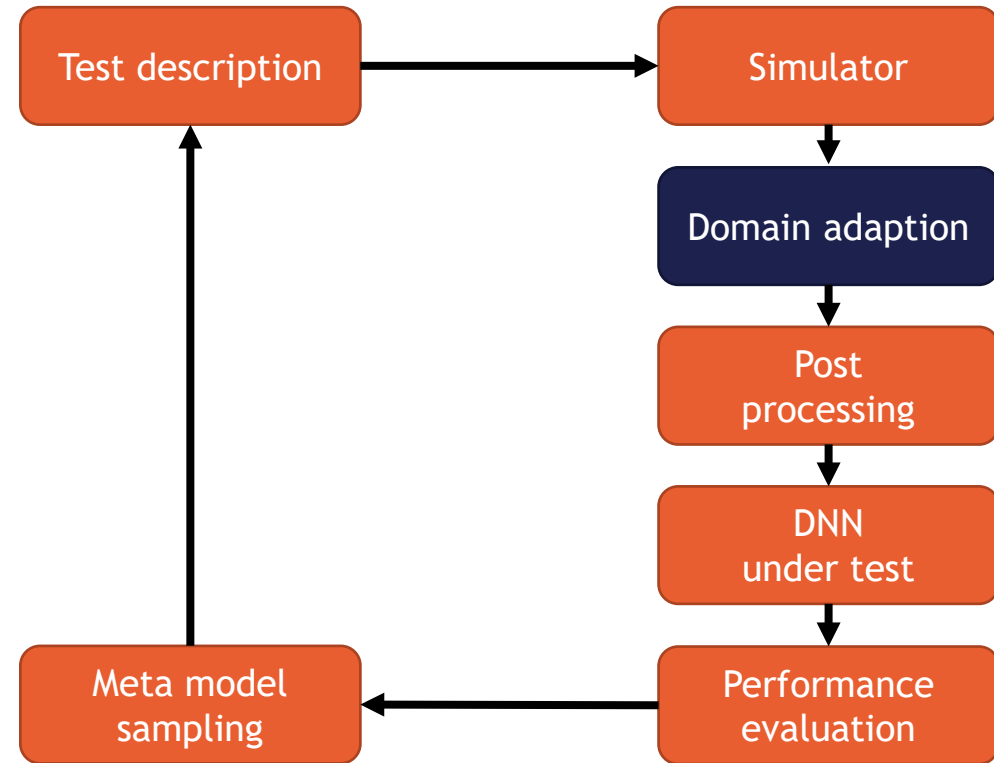 Test description
Simulator
Domain adaption
Post
processing
DNN
under test
Performance
evaluation
Meta model
sampling